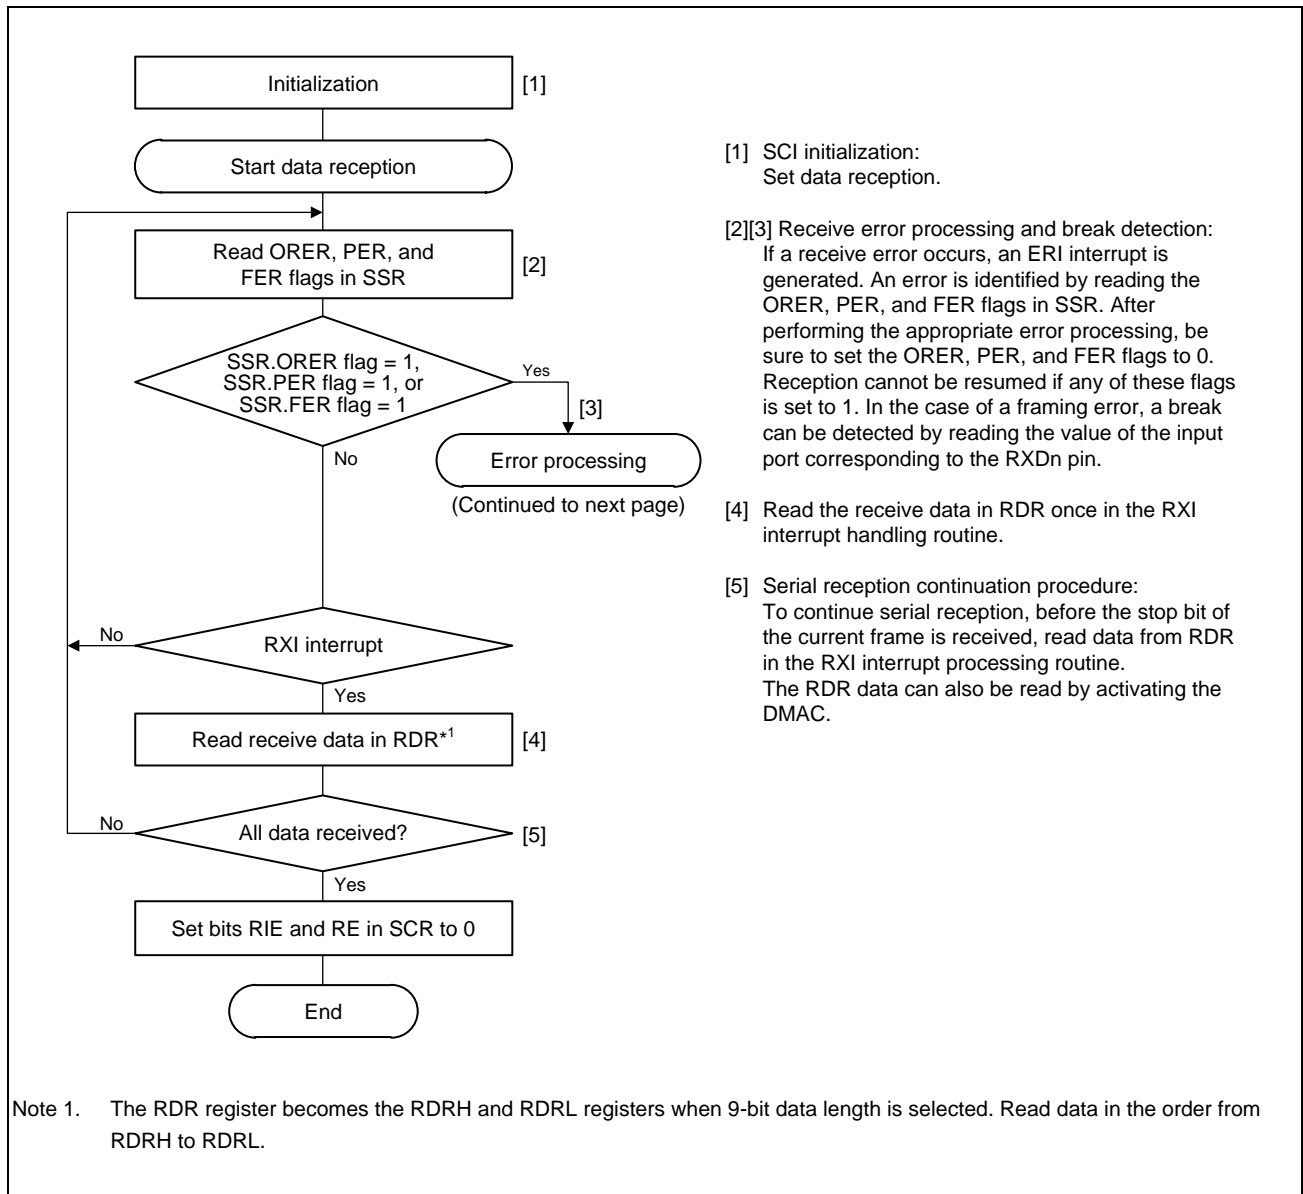 Initialization
[1]
Start data reception
Read ORER, PER, and
FER flags in SSR
[2]
SSR.ORER flag = 1,
SSR.PER flag = 1, or
SSR.FER flag = 1
Yes
[3]
No
Error processing
(Continued to next page)
No
RXI interrupt
Yes
Read receive data in RDR*1
[4]
No
All data received?
[5]
Yes
Set bits RIE and RE in SCR to 0
End
[1] SCI initialization:
Set data reception.
[2][3] Receive error processing and break detection:
If a receive error occurs, an ERI interrupt is
generated. An error is identified by reading the
ORER, PER, and FER flags in SSR. After
performing the appropriate error processing, be
sure to set the ORER, PER, and FER flags to 0.
Reception cannot be resumed if any of these flags
is set to 1. In the case of a framing error, a break
can be detected by reading the value of the input
port corresponding to the RXDn pin.
[4] Read the receive data in RDR once in the RXI
interrupt handling routine.
[5] Serial reception continuation procedure:
To continue serial reception, before the stop bit of
the current frame is received, read data from RDR
in the RXI interrupt processing routine.
The RDR data can also be read by activating the
DMAC.
Note 1. The RDR register becomes the RDRH and RDRL registers when 9-bit data length is selected. Read data in the order from
RDRH to RDRL.